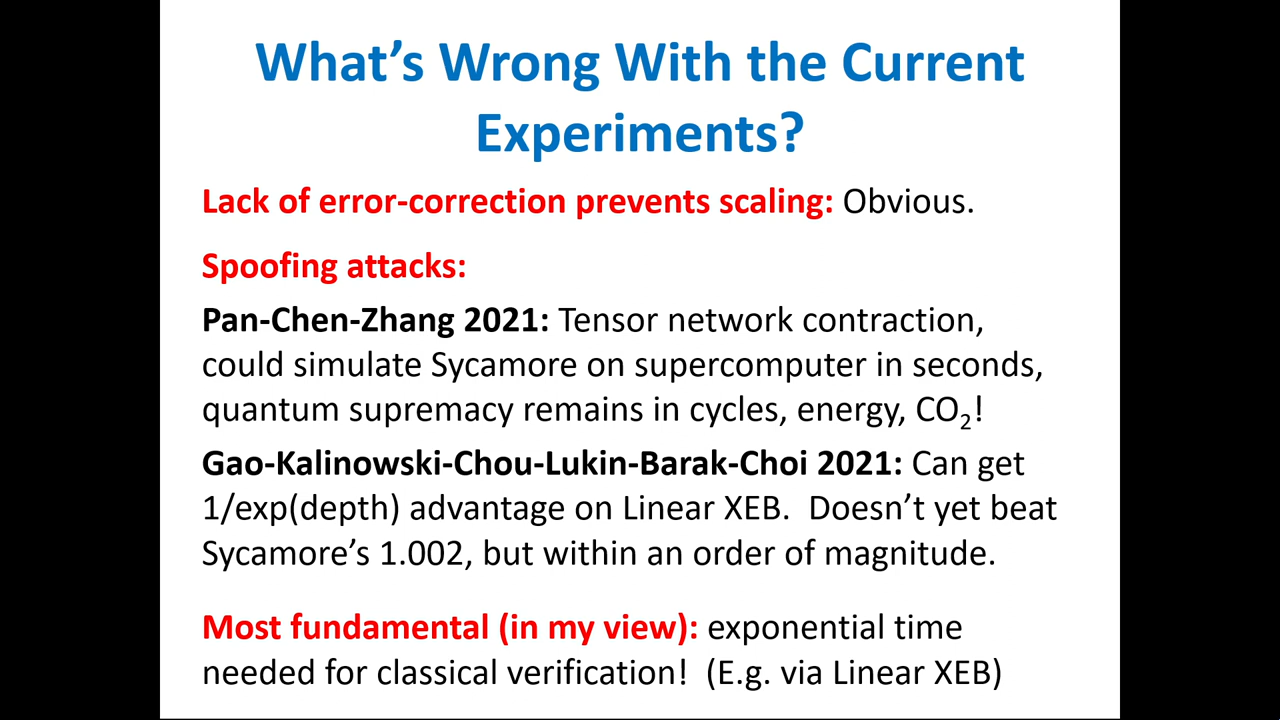 What’s Wrong With the Current
Experiments?
Lack of error-correction prevents scaling: Obvious.
Spoofing attacks:
Pan-Chen-Zhang 2021: Tensor network contraction,
could simulate Sycamore on supercomputer in seconds,
quantum supremacy remains in cycles, energy, CO₂!
Gao-Kalinowski-Chou-Lukin-Barak-Choi 2021: Can get
1/exp(depth) advantage on Linear XEB.  Doesn’t yet beat
Sycamore’s 1.002, but within an order of magnitude.
Most fundamental (in my view): exponential time
needed for classical verification!  (E.g. via Linear XEB)